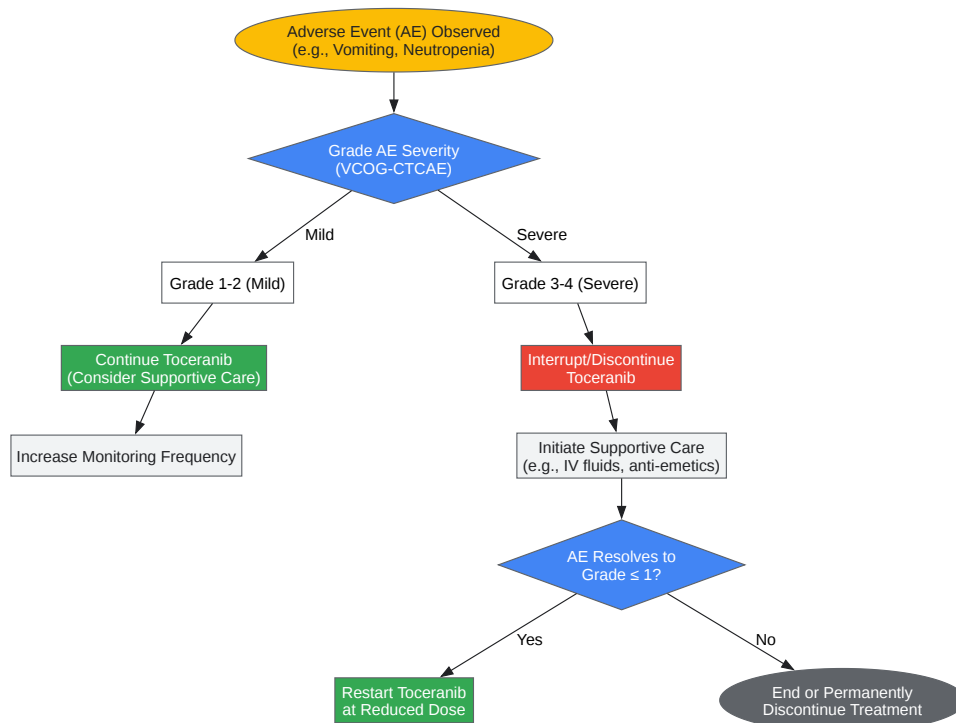 Adverse Event (AE) Observed
(e.g., Vomiting, Neutropenia)
Grade AE Severity
(VCOG-CTCAE)
Mild
Severe
Grade 1-2 (Mild)
Grade 3-4 (Severe)
Continue Toceranib
(Consider Supportive Care)
Interrupt/Discontinue
Toceranib
Increase Monitoring Frequency
Initiate Supportive Care
(e.g., IV fluids, anti-emetics)
AE Resolves to
Grade ≤ 1?
Yes
No
Restart Toceranib
at Reduced Dose
End or Permanently
Discontinue Treatment